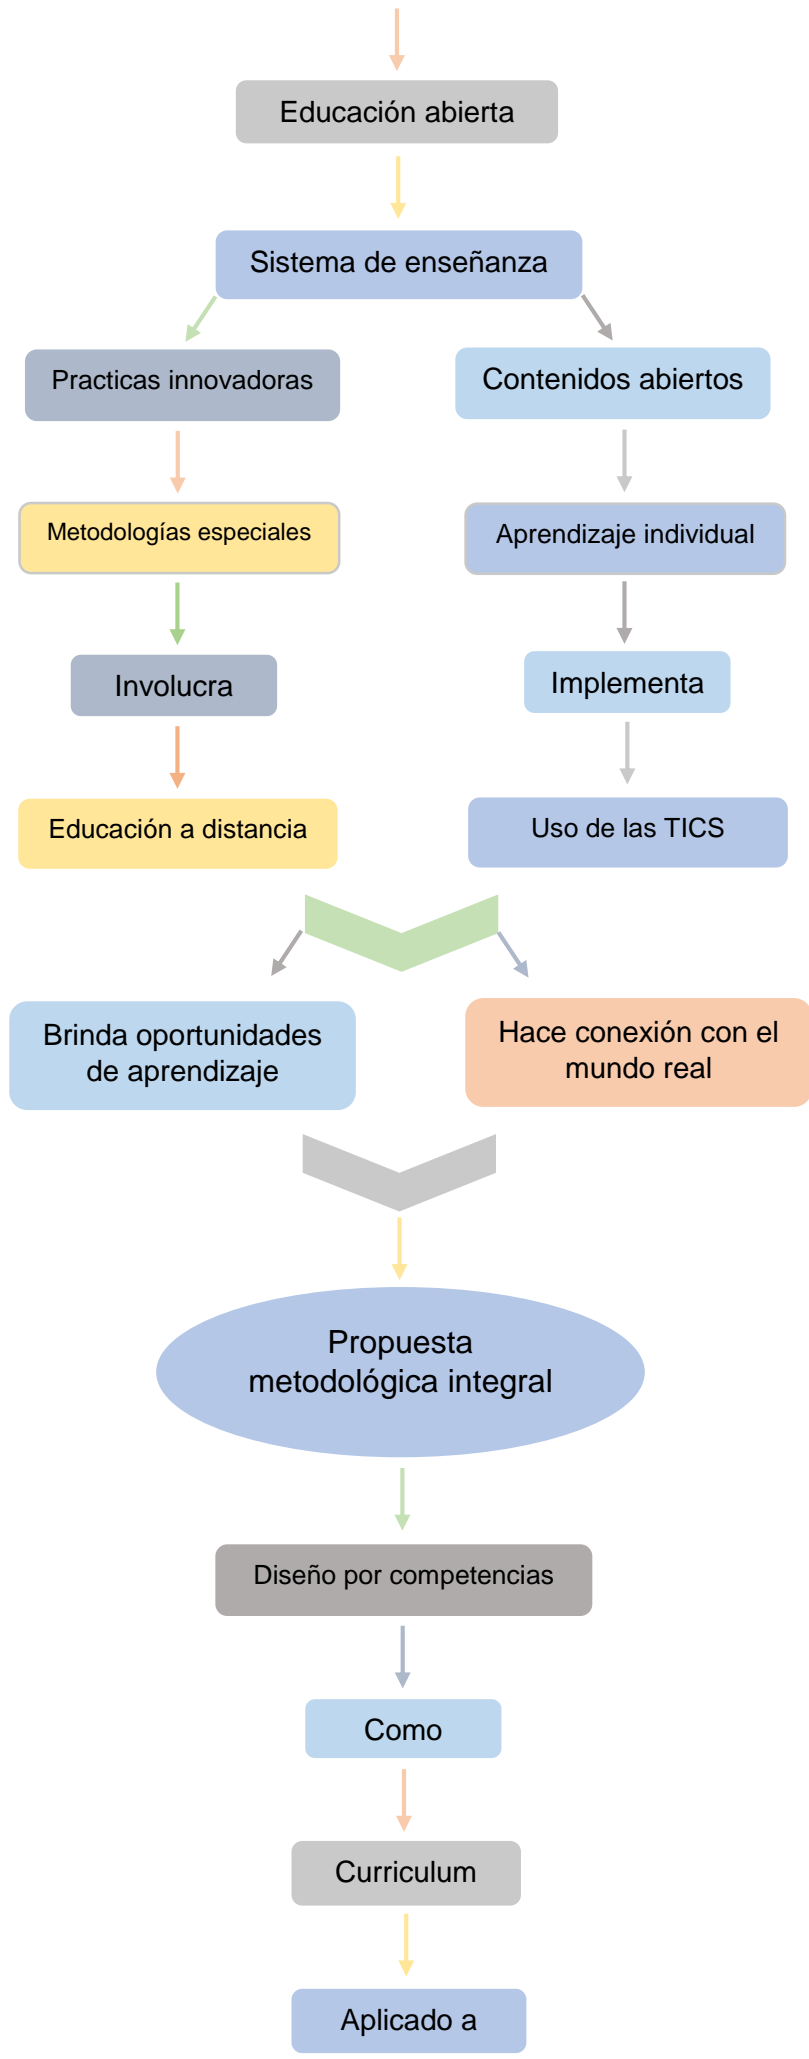 Educación abierta
Sistema de enseñanza
Practicas innovadoras
Contenidos abiertos
Metodologías especiales
Aprendizaje individual
Involucra
Implementa
Educación a distancia
Uso de las TICS
Brinda oportunidades
de aprendizaje
Hace conexión con el
mundo real
Propuesta
metodológica integral
Diseño por competencias
Como
Curriculum
Aplicado a